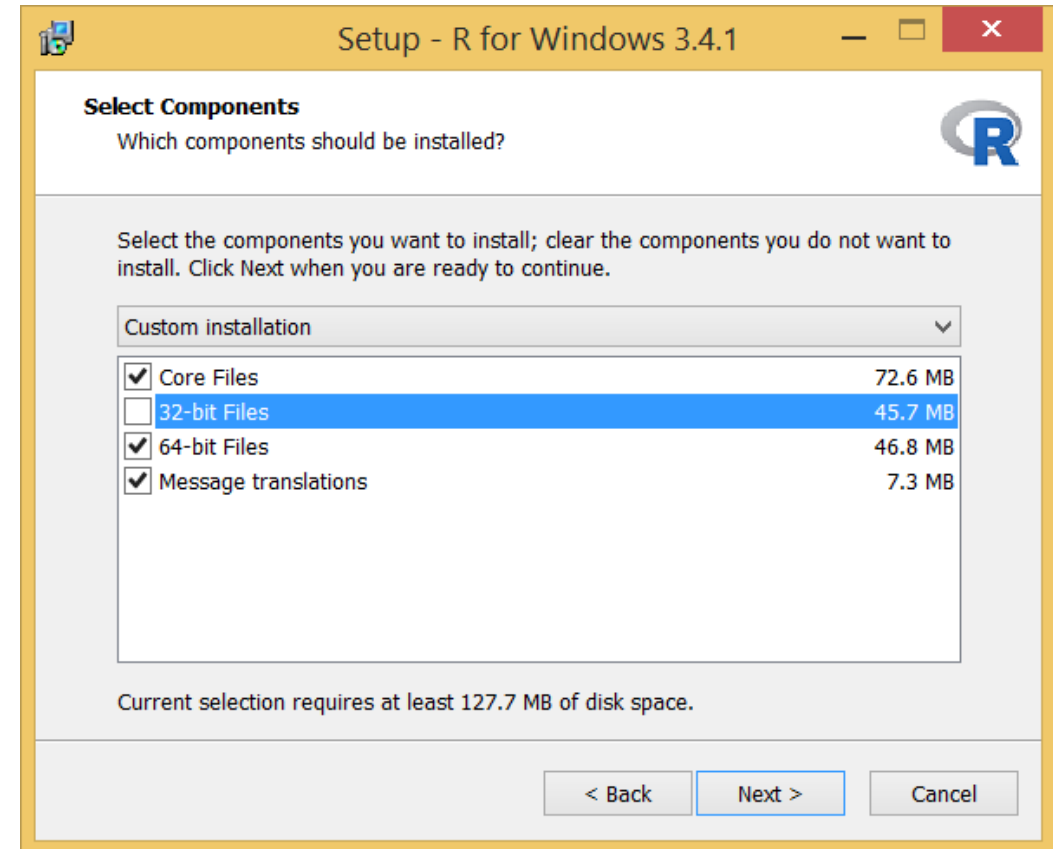 Setup - R for Windows 3.4.1
Select Components
Which components should be installed?
R
Select the components you want to install; clear the components you do not want to
install. Click Next when you are ready to continue.
Custom installation
Core Files 72.6 MB
32-bit Files 45.7 MB
64-bit Files 46.8 MB
Message translations 7.3 MB
Current selection requires at least 127.7 MB of disk space.
< Back Next > Cancel